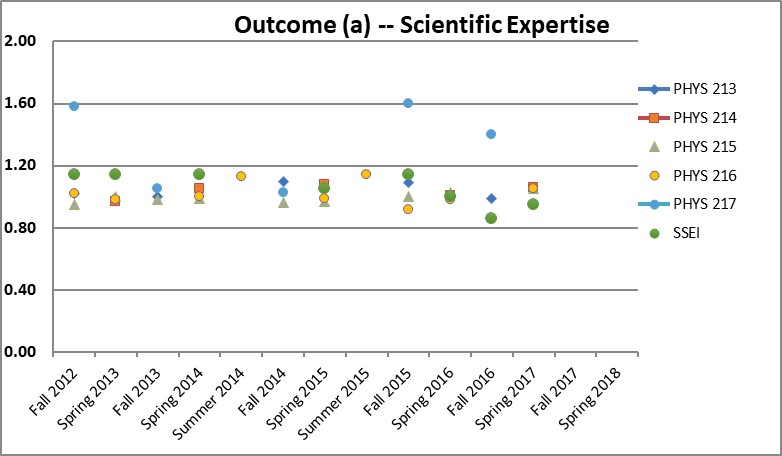 Outcome (a) -- Scientific Expertise
2.00
1.60
1.20
0.80
0.40
0.00
Fall 2012
Spring 2013
Fall 2013
Spring 2014
Summer 2014
Fall 2014
Spring 2015
Summer 2015
Fall 2015
Spring 2016
Fall 2016
Spring 2017
Fall 2017
Spring 2018
PHYS 213
PHYS 214
PHYS 215
PHYS 216
PHYS 217
SSEI